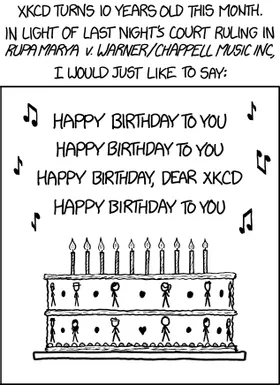 XKCD TURNS 10 YEARS OLD THIS MONTH.
IN LIGHT OF LAST NIGHT'S COURT RULING IN
RUPA MARYA V. WARNER/CHAPPELL MUSIC INC,
I WOULD JUST LIKE TO SAY:
HAPPY BIRTHDAY TO YOU
HAPPY BIRTHDAY TO YOU
HAPPY BIRTHDAY, DEAR XKCD
HAPPY BIRTHDAY TO YOU